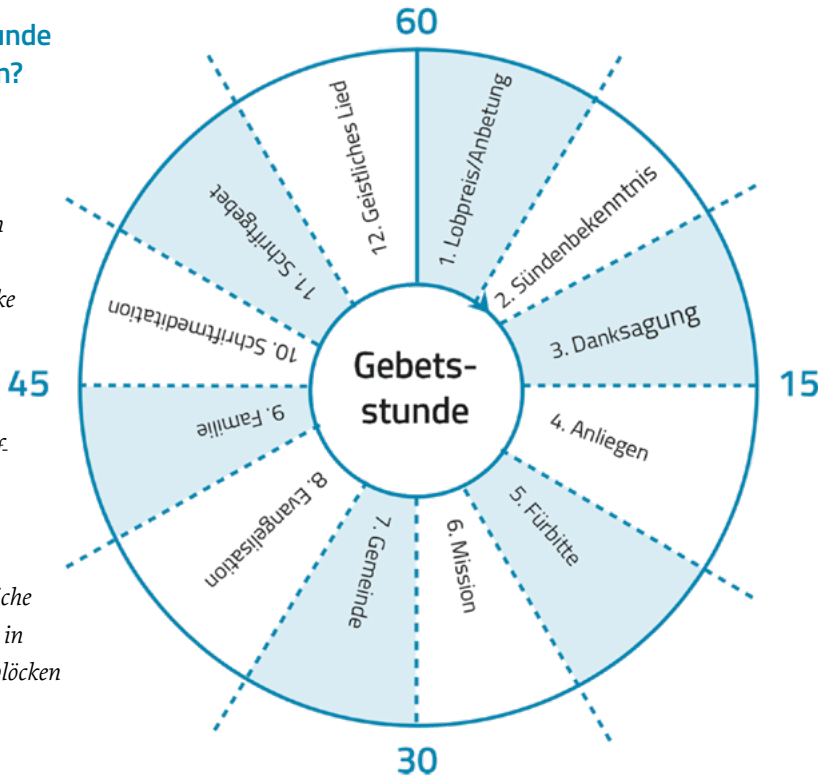 60
15
30
45
Gebets-
stunde
1. Lobpreis/Anbetung
2. Sündenbekenntnis
3. Danksagung
4. Anliegen
5. Fürbitte
6. Mission
7. Gemeinde
8. Evangelisation
9. Familie
10. Schriftmeditation
11. Schriftgebet
12. Geistliches Lied
in